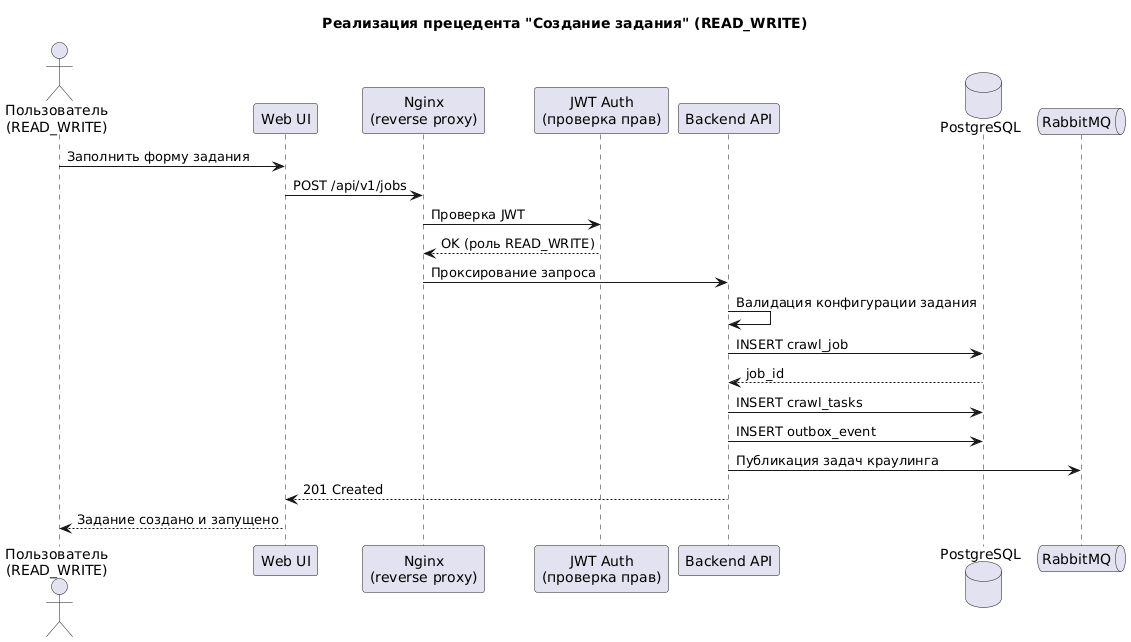 Реализация прецедента "Создание задания" (READ_WRITE)
Пользователь
(READ_WRITE)
Web UI
Nginx
(reverse proxy)
JWT Auth
(проверка прав)
Backend API
PostgreSQL
RabbitMQ
Заполнить форму задания
POST /api/v1/jobs
Проверка JWT
OK (роль READ_WRITE)
Проксирование запроса
Валидация конфигурации задания
INSERT crawl_job
job_id
INSERT crawl_tasks
INSERT outbox_event
Публикация задач краулинга
201 Created
Задание создано и запущено
Пользователь
(READ_WRITE)
Web UI
Nginx
(reverse proxy)
JWT Auth
(проверка прав)
Backend API
PostgreSQL
RabbitMQ